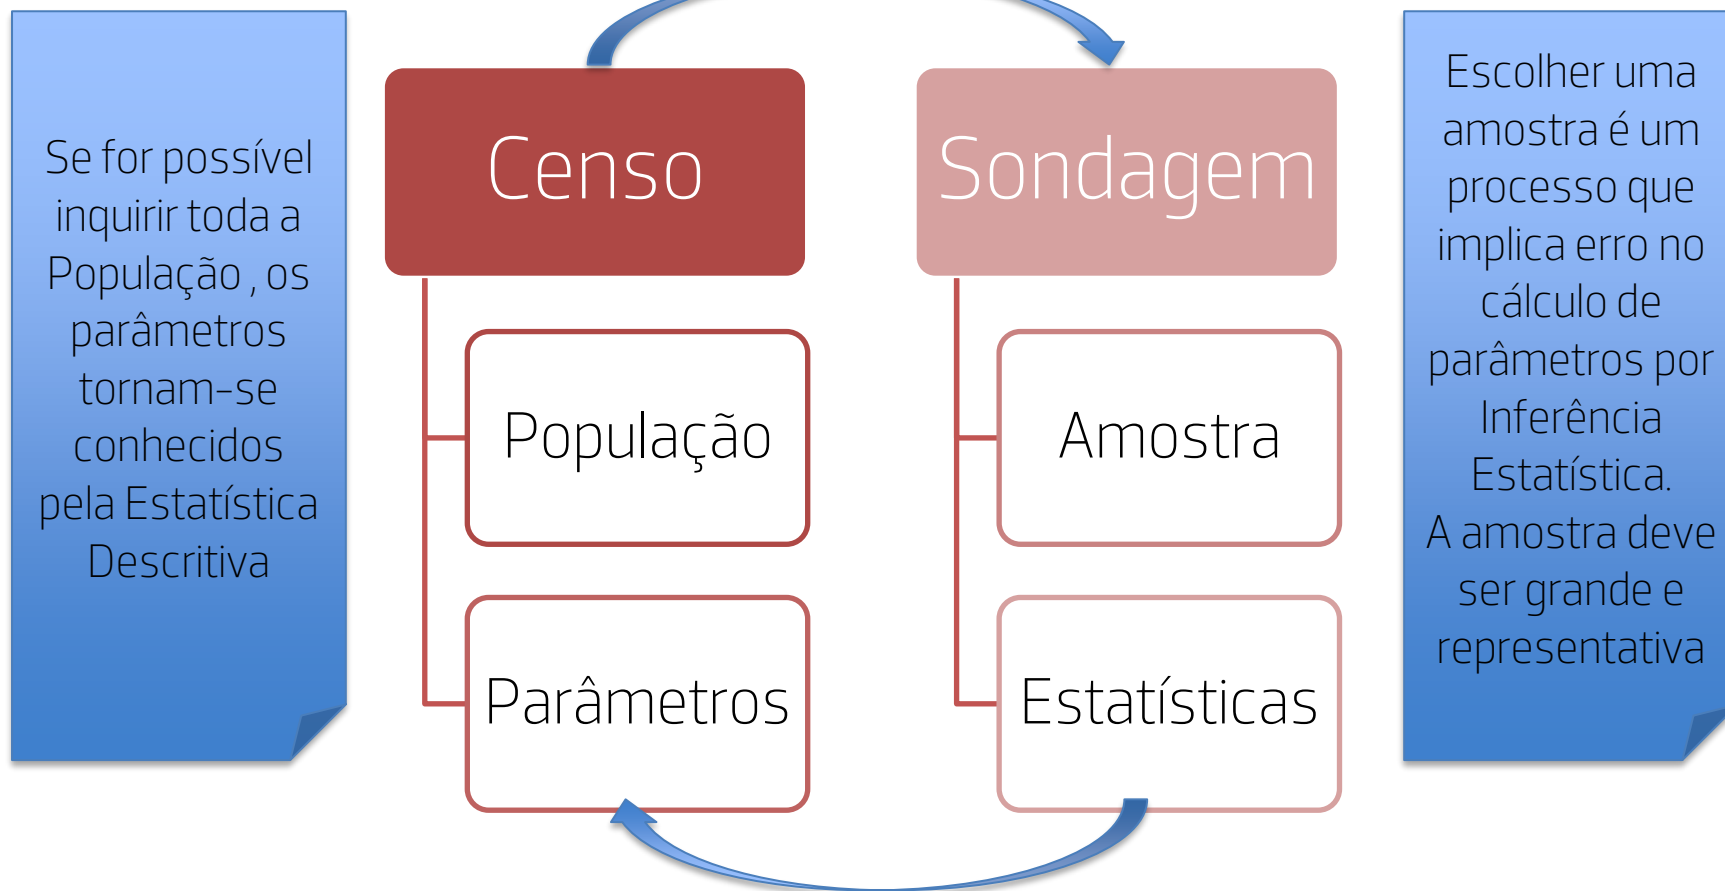 Se for possível
inquirir toda a
População , os
parâmetros
tornam-se
conhecidos
pela Estatística
Descritiva
Censo
População
Parâmetros
Sondagem
Amostra
Estatísticas
Escolher uma
amostra é um
processo que
implica erro no
cálculo de
parâmetros por
Inferência
Estatística.
A amostra deve
ser grande e
representativa